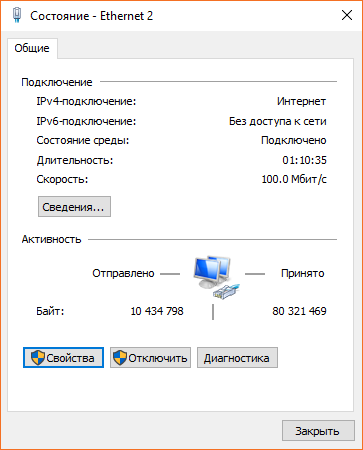 Состояние - Ethernet 2
Общие
Подключение
IPv4-подключение: Интернет
IPv6-подключение: Без доступа к сети
Состояние среды: Подключено
Длительность: 01:10:35
Скорость: 100.0 Мбит/с
Сведения...
Активность
Отправлено — Принято
Байт: 10 434 798 | 80 321 469
Свойства Отключить Диагностика
Закрыть